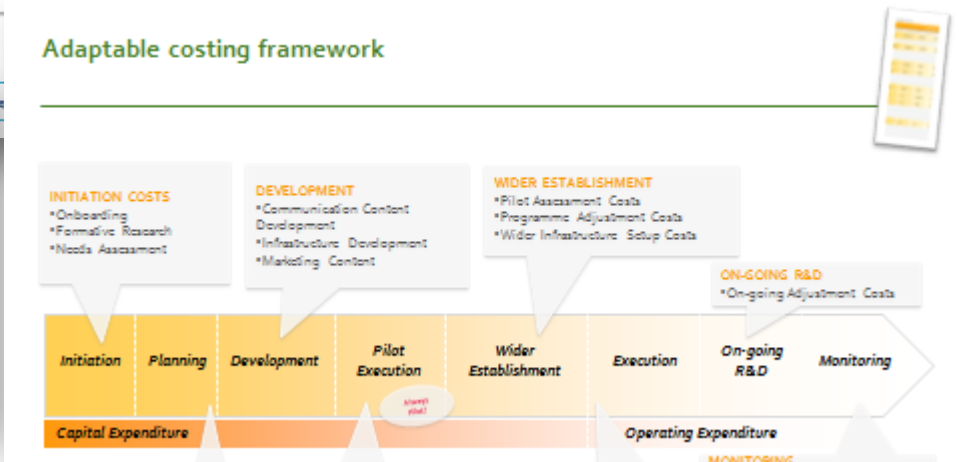 Adaptable costing framework
INITIATION COSTS
*Onboarding
*Formative Research
*Needs Assessment
DEVELOPMENT
*Communication Content
Development
*Infrastructure Development
*Marketing Content
WIDER ESTABLISHMENT
*Pilot Assessment Costs
*Programme Adjustment Costs
*Wider Infrastructure Setup Costs
ON-GOING R&D
*On-going Adjustment Costs
Initiation
Planning
Development
Pilot
Execution
Wider
Establishment
Execution
On-going
R&D
Monitoring
Always
pilot!
Capital Expenditure
Operating Expenditure
MONITORING